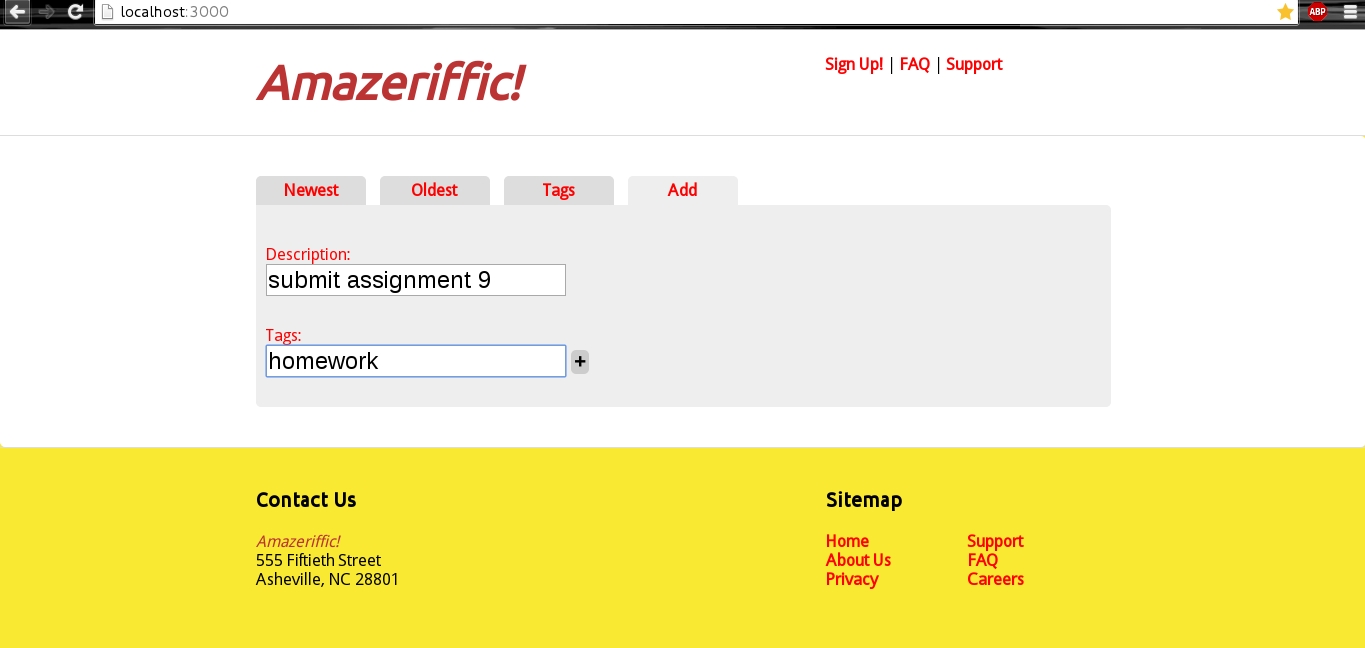 localhost:3000
ABP
Amazeriffic!
Sign Up! | FAQ | Support
Newest Oldest Tags Add
Description:
submit assignment 9
Tags:
homework +
Contact Us
Amazeriffic!
555 Fiftieth Street
Asheville, NC 28801
Sitemap
Home Support
About Us FAQ
Privacy Careers